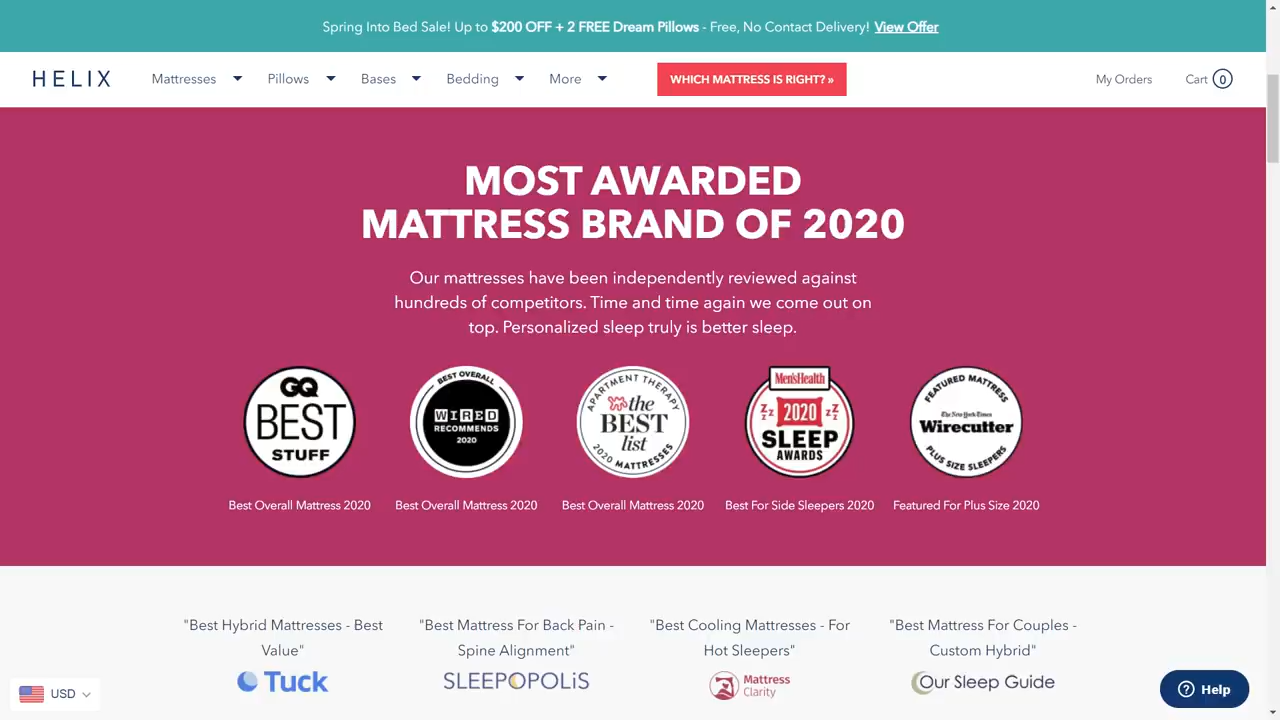 Spring Into Bed Sale! Up to $200 OFF + 2 FREE Dream Pillows - Free, No Contact Delivery! View Offer
HELIX Mattresses Pillows Bases Bedding More WHICH MATTRESS IS RIGHT? » My Orders Cart 0
MOST AWARDED
MATTRESS BRAND OF 2020
Our mattresses have been independently reviewed against
hundreds of competitors. Time and time again we come out on
top. Personalized sleep truly is better sleep.
GQ
BEST
STUFF
BEST OVERALL
WIRED
RECOMMENDS
2020
APARTMENT THERAPY
the
BEST
list
2020 MATTRESSES
Men'sHealth
ZZZ 2020 ZZZ
SLEEP
AWARDS
FEATURED MATTRESS
The New York Times
Wirecutter
PLUS SIZE SLEEPERS
Best Overall Mattress 2020 Best Overall Mattress 2020 Best Overall Mattress 2020 Best For Side Sleepers 2020 Featured For Plus Size 2020
"Best Hybrid Mattresses - Best
Value"
Tuck
"Best Mattress For Back Pain -
Spine Alignment"
SLEEPOPOLiS
"Best Cooling Mattresses - For
Hot Sleepers"
Mattress
Clarity
"Best Mattress For Couples -
Custom Hybrid"
Our Sleep Guide
USD
Help